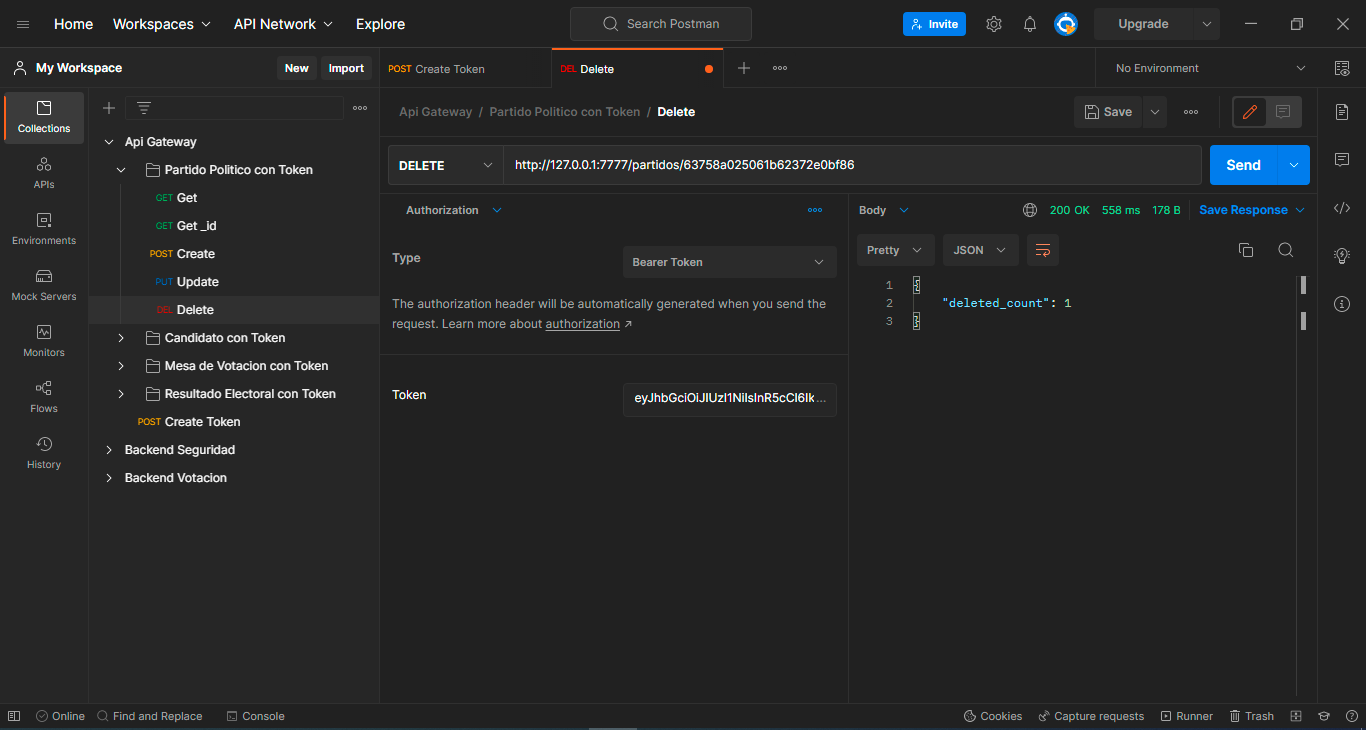 Home Workspaces API Network Explore Search Postman Invite Upgrade
My Workspace New Import
POST Create Token DEL Delete No Environment
Collections
APIs
Environments
Mock Servers
Monitors
Flows
History
Api Gateway
Partido Politico con Token
GET Get
GET Get _id
POST Create
PUT Update
DEL Delete
Candidato con Token
Mesa de Votacion con Token
Resultado Electoral con Token
POST Create Token
Backend Seguridad
Backend Votacion
Api Gateway / Partido Politico con Token / Delete Save
DELETE http://127.0.0.1:7777/partidos/63758a025061b62372e0bf86 Send
Authorization
Type Bearer Token
The authorization header will be automatically generated when you send the
request. Learn more about authorization ↗
Token eyJhbGciOiJIUzI1NiIsInR5cCI6Ik...
Body 200 OK 558 ms 178 B Save Response
Pretty JSON
1 {
2 "deleted_count": 1
3 }
Online Find and Replace Console Cookies Capture requests Runner Trash